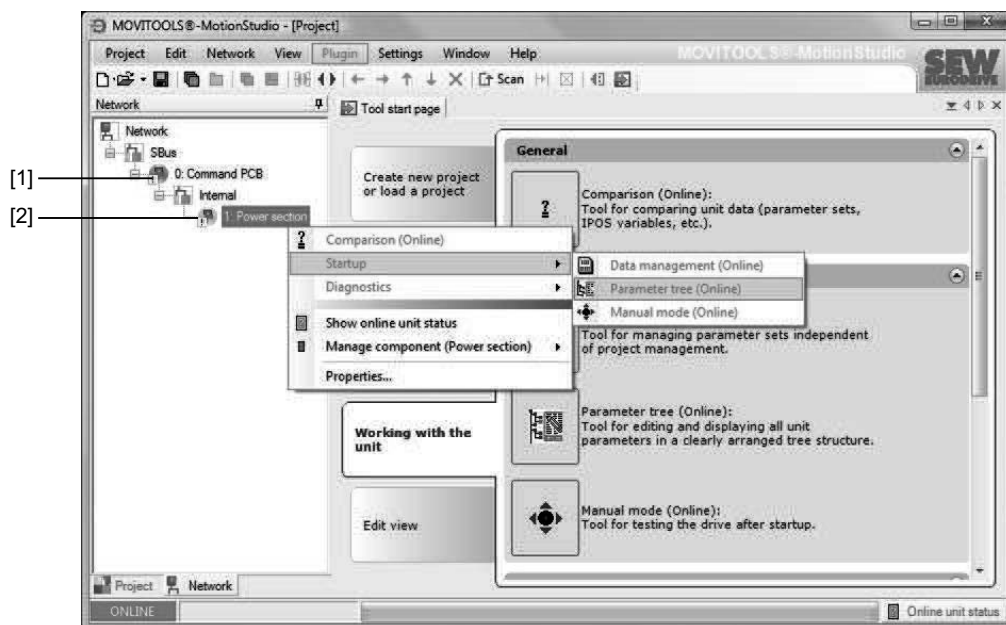 MOVITOOLS®-MotionStudio - [Project]
Project Edit Network View Plugin Settings Window Help
MOVITOOLS®-MotionStudio
SEW
EURODRIVE
Scan
Network
Tool start page
[1]
[2]
Network
SBus
0: Command PCB
Internal
1: Power section
Create new project
or load a project
General
Comparison (Online):
Tool for comparing unit data (parameter sets,
IPOS variables, etc.).
Comparison (Online)
Startup
Diagnostics
Show online unit status
Manage component (Power section)
Properties...
Data management (Online)
Parameter tree (Online)
Manual mode (Online)
Tool for managing parameter sets independent
of project management.
Working with the
unit
Parameter tree (Online):
Tool for editing and displaying all unit
parameters in a clearly arranged tree structure.
Edit view
Manual mode (Online):
Tool for testing the drive after startup.
Project Network
ONLINE
Online unit status